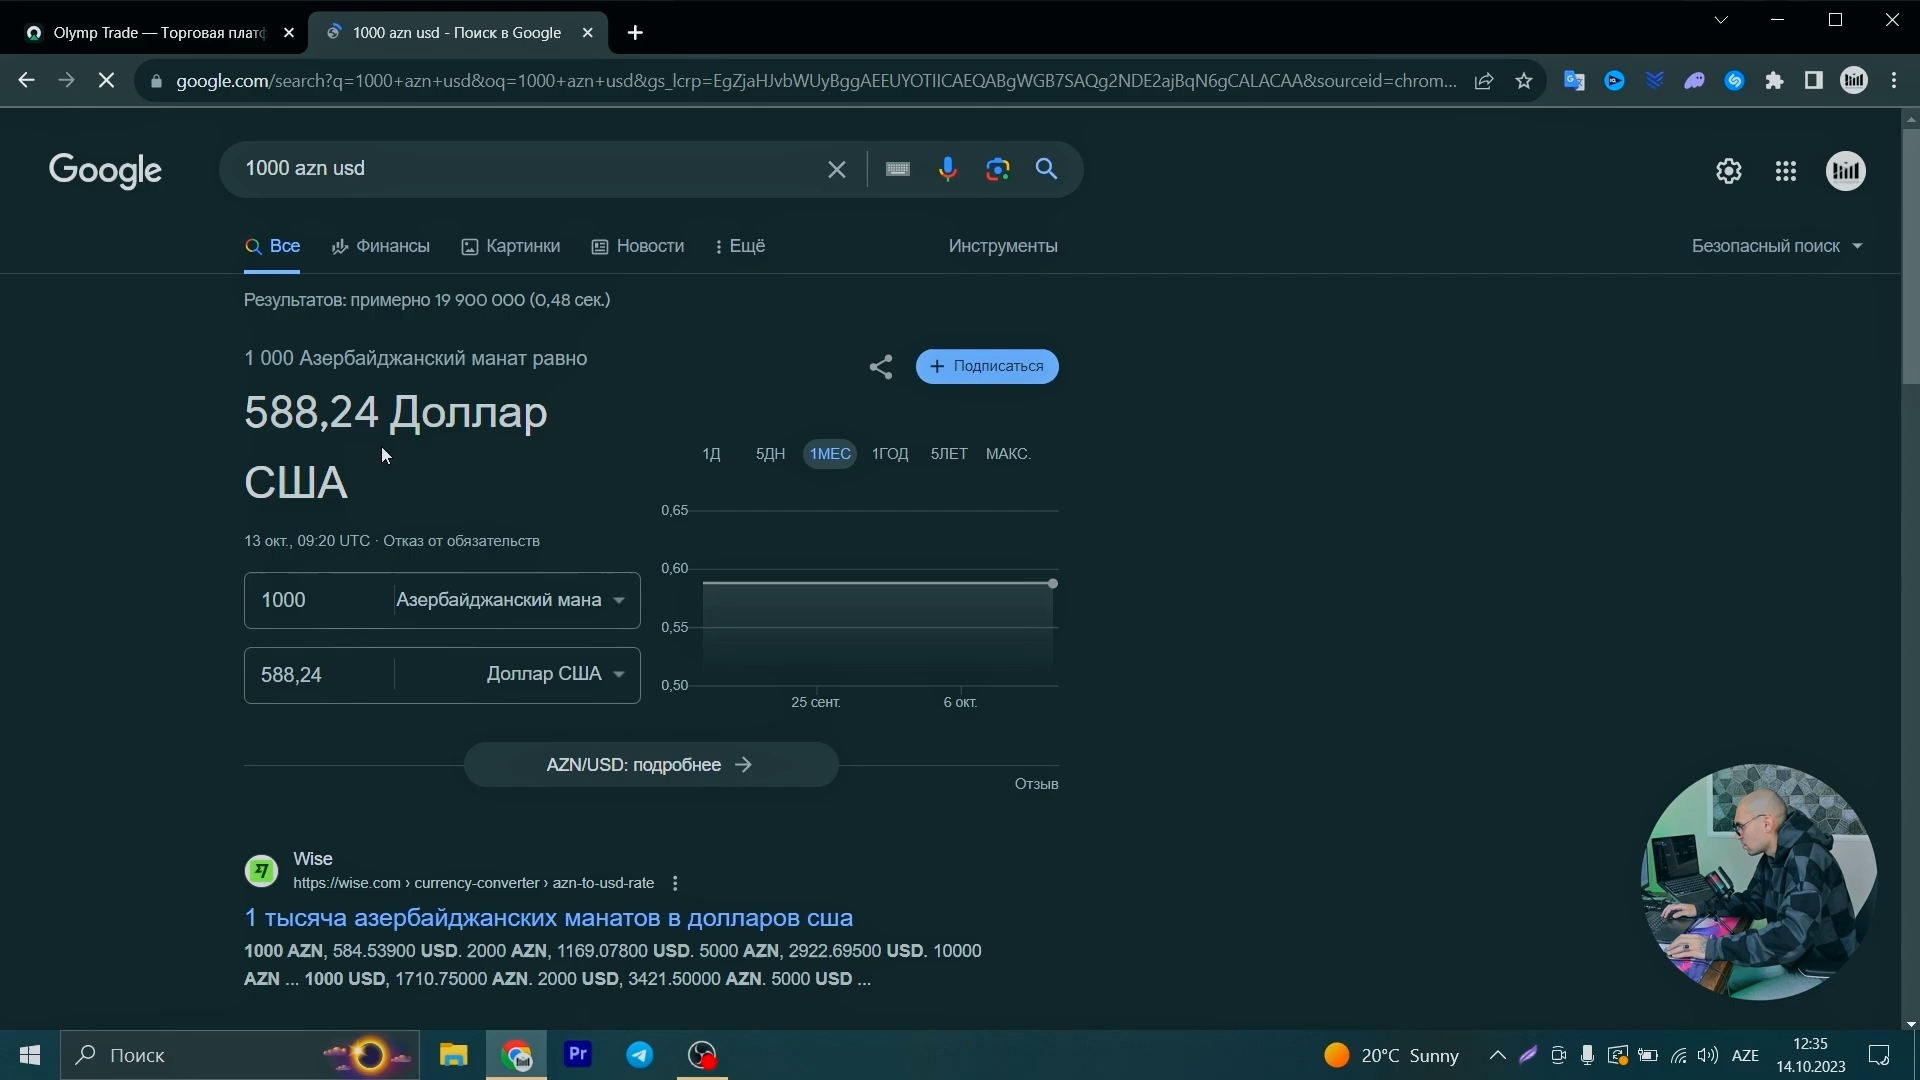 Olymp Trade — Торговая платф
1000 azn usd - Поиск в Google
google.com/search?q=1000+azn+usd&oq=1000+azn+usd&gs_lcrp=EgZjaHJvbWUyBggAEEUYOTIICAEQABgWGB7SAQg2NDE2ajBqN6gCALACAA&sourceid=chrom...
Google
1000 azn usd
Все
Финансы
Картинки
Новости
Ещё
Инструменты
Безопасный поиск
Результатов: примерно 19 900 000 (0,48 сек.)
1 000 Азербайджанский манат равно
Подписаться
588,24 Доллар
США
1Д 5ДН 1МЕС 1ГОД 5ЛЕТ МАКС.
13 окт., 09:20 UTC · Отказ от обязательств
1000 Азербайджанский мана
588,24 Доллар США
0,65
0,60
0,55
0,50
25 сент. 6 окт.
AZN/USD: подробнее
Отзыв
Wise
https://wise.com › currency-converter › azn-to-usd-rate
1 тысяча азербайджанских манатов в долларов сша
1000 AZN, 584.53900 USD. 2000 AZN, 1169.07800 USD. 5000 AZN, 2922.69500 USD. 10000
AZN ... 1000 USD, 1710.75000 AZN. 2000 USD, 3421.50000 AZN. 5000 USD ...
Поиск
Pr
20°C Sunny
AZE
12:35
14.10.2023